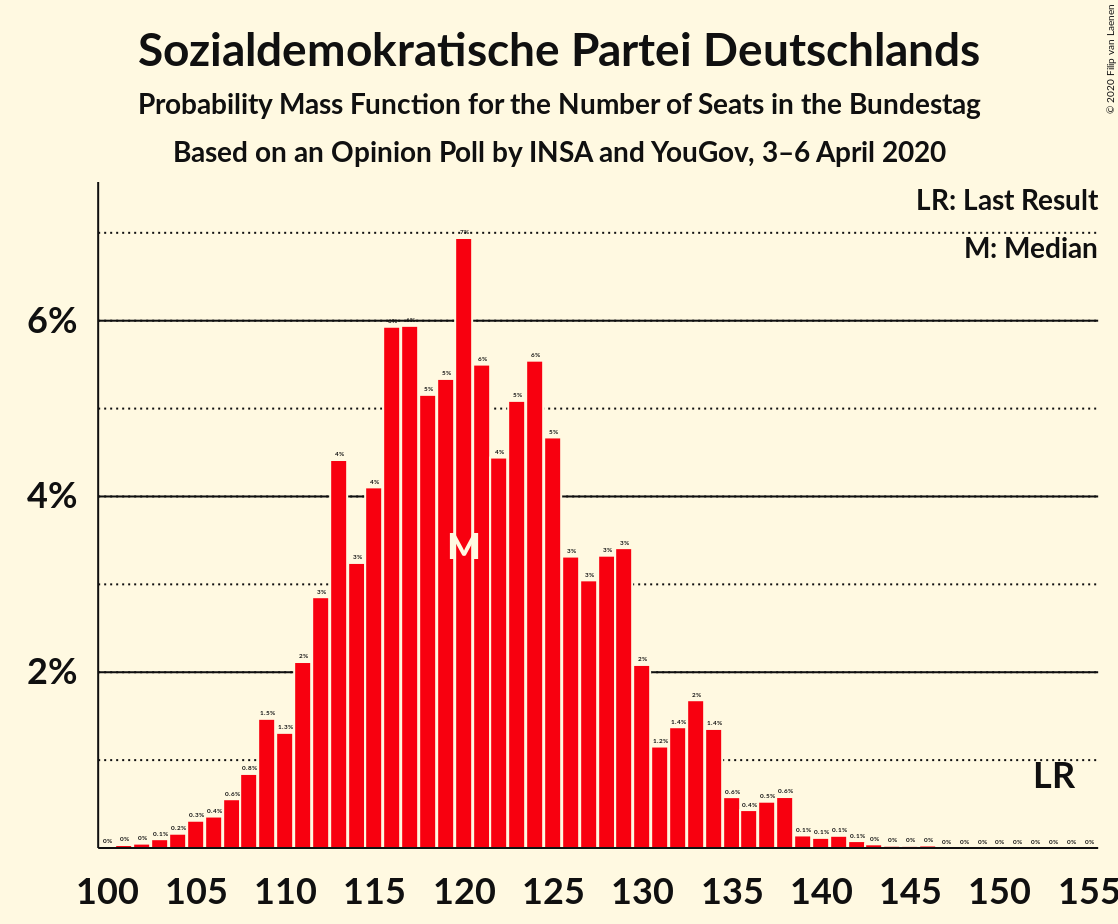 Sozialdemokratische Partei Deutschlands
Probability Mass Function for the Number of Seats in the Bundestag
Based on an Opinion Poll by INSA and YouGov, 3–6 April 2020
© 2020 Filip van Laenen
LR: Last Result
M: Median
6%
4%
2%
0% 0% 0% 0.1% 0.2% 0.3% 0.4% 0.6% 0.8% 1.5% 1.3% 2% 3% 4% 3% 4% 6% 6% 5% 5% 7% 6% 4% 5% 6% 5% 3% 3% 3% 3% 2% 1.2% 1.4% 2% 1.4% 0.6% 0.4% 0.5% 0.6% 0.1% 0.1% 0.1% 0.1% 0% 0% 0% 0% 0% 0% 0% 0% 0% 0% 0% 0% 0%
M
LR
100 105 110 115 120 125 130 135 140 145 150 155